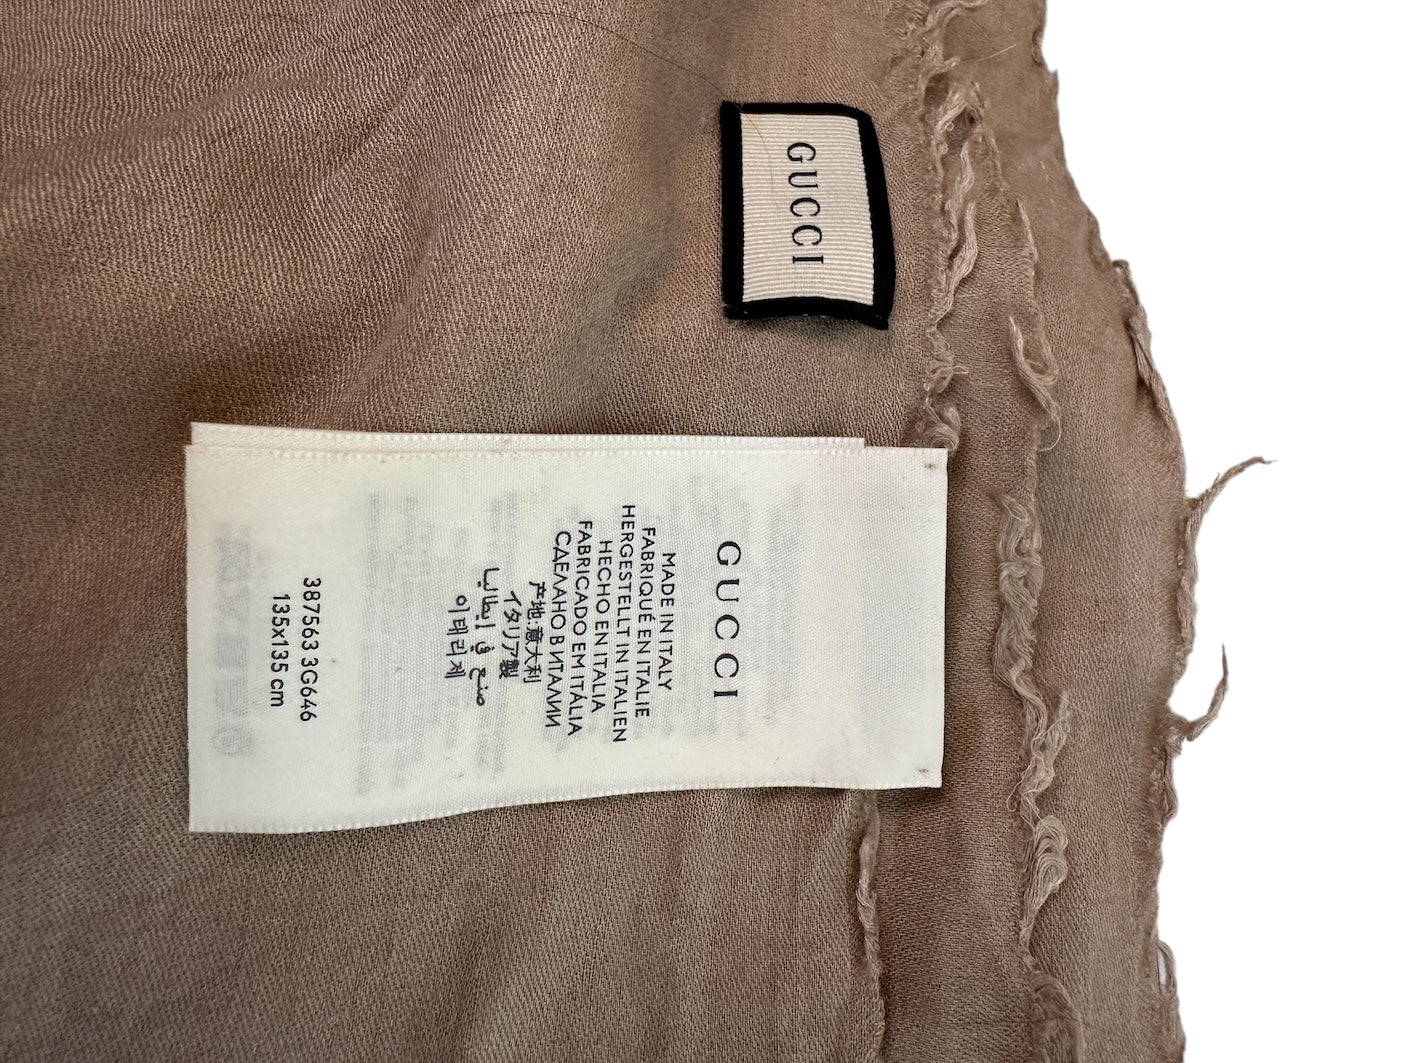 GUCCI
GUCCI
MADE IN ITALY
FABRIQUÉ EN ITALIE
HERGESTELLT IN ITALIEN
HECHO EN ITALIA
FABRICADO EM ITÁLIA
СДЕЛАНО В ИТАЛИИ
产地:意大利
イタリア製
صنع في إيطاليا
이태리제
387563 3G646
135x135 cm